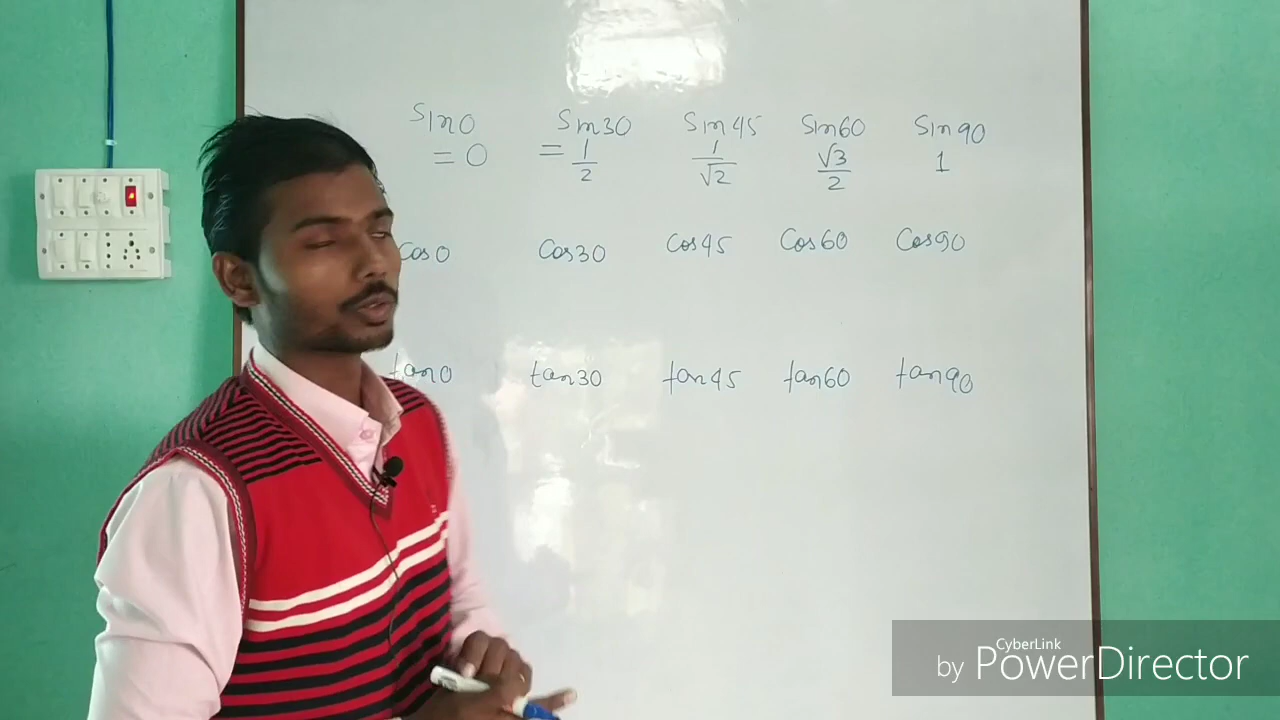 Sin0 Sin30 Sin45 Sin60 Sin90
= 0 = 1/2 1/√2 √3/2 1
Cos0 Cos30 Cos45 Cos60 Cos90
tan0 tan30 tan45 tan60 tan90
CyberLink
by PowerDirector